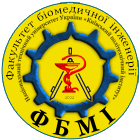 Факультет біомедичної інженерії
Національний технічний університет України «Київський політехнічний інститут»
ФБМІ